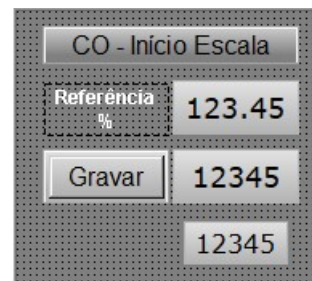 CO - Início Escala
Referência
%
123.45
Gravar
12345
12345